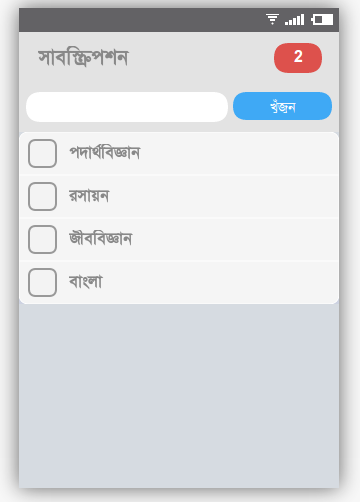 সাবস্ক্রিপশন 2
খুঁজুন
পদার্থবিজ্ঞান
রসায়ন
জীববিজ্ঞান
বাংলা